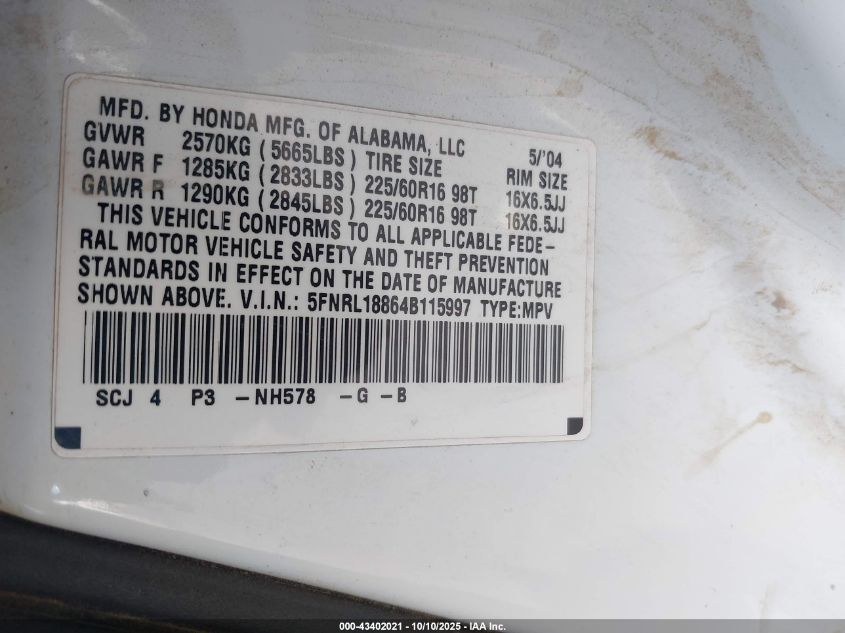 MFD. BY HONDA MFG. OF ALABAMA, LLC 5/'04
GVWR 2570KG ( 5665LBS ) TIRE SIZE RIM SIZE
GAWR F 1285KG ( 2833LBS ) 225/60R16 98T 16X6.5JJ
GAWR R 1290KG ( 2845LBS ) 225/60R16 98T 16X6.5JJ
THIS VEHICLE CONFORMS TO ALL APPLICABLE FEDE-
RAL MOTOR VEHICLE SAFETY AND THEFT PREVENTION
STANDARDS IN EFFECT ON THE DATE OF MANUFACTURE
SHOWN ABOVE. V.I.N.: 5FNRL18864B115997 TYPE:MPV
SCJ 4 P3 -NH578 -G -B
000-43402021 - 10/10/2025 - IAA Inc.